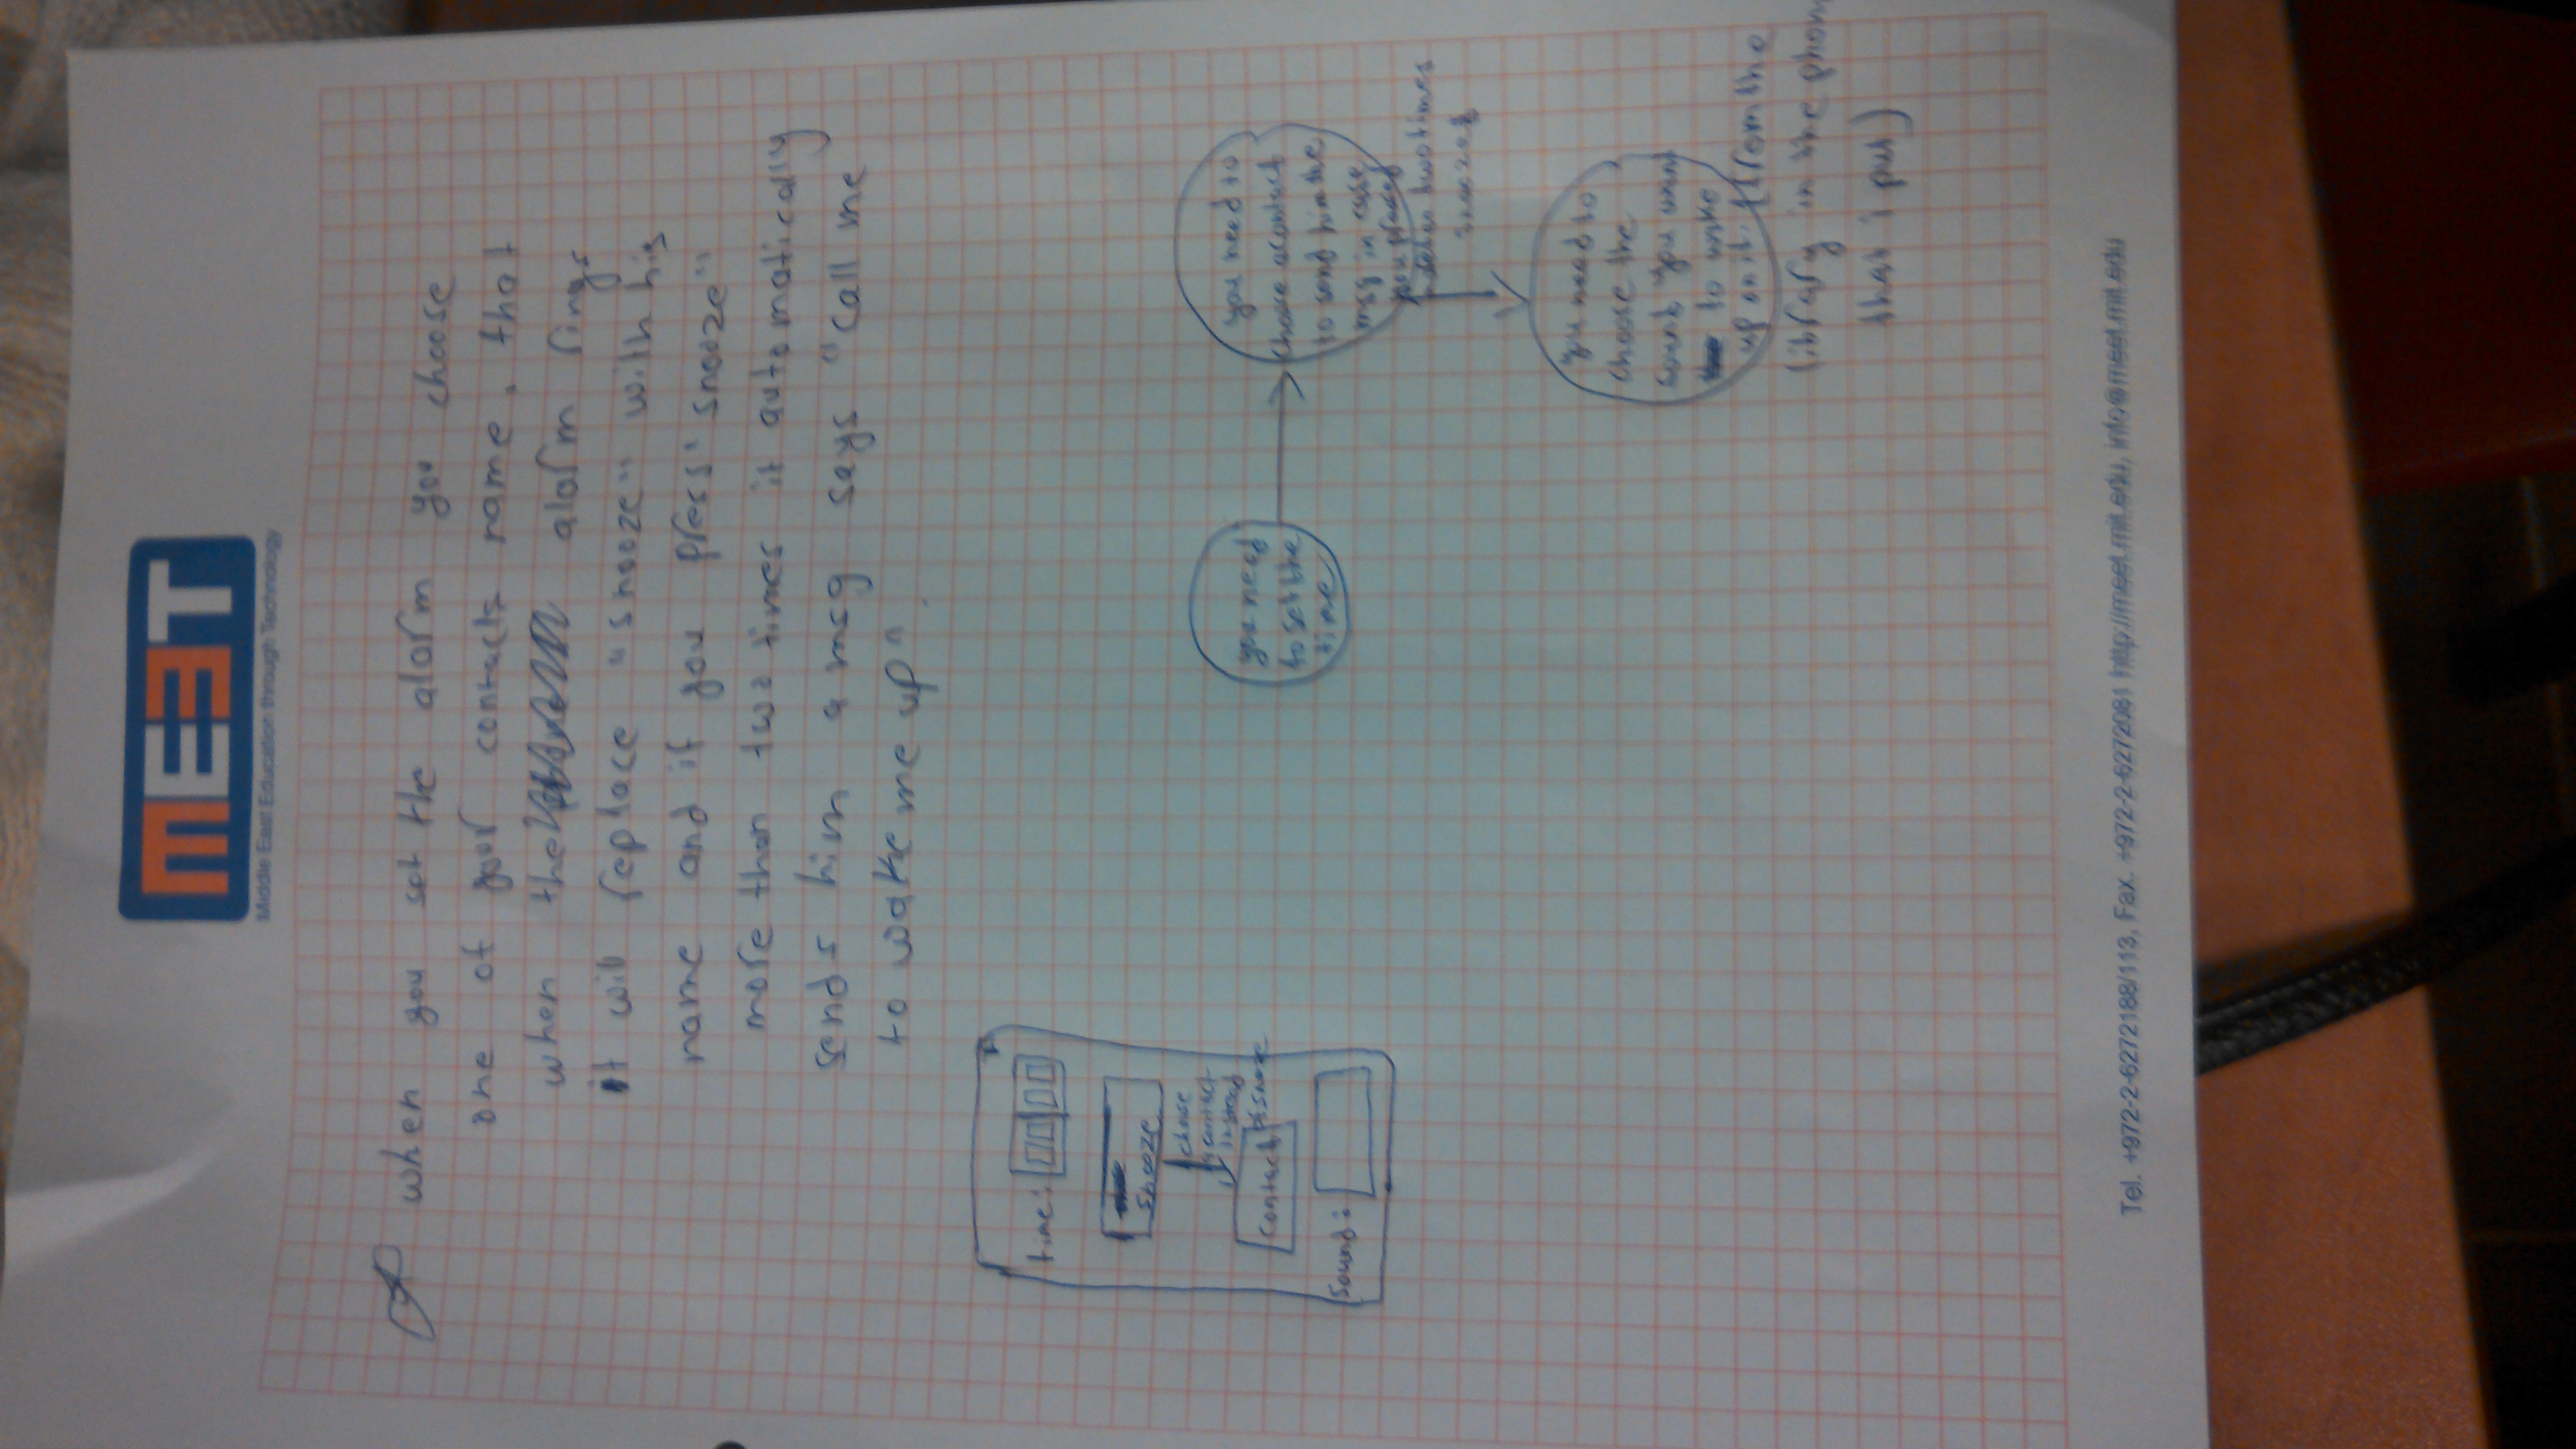 MEET
Middle East Education through Technology
when you set the alarm you choose
one of your contacts name. that
when the alarm rings
it will replace "snooze" with his
name and if you press "snooze"
more than two times it automatically
sends him a msg says "call me
to wake me up".
time:
Snooze
chose
a contact
instead
of snooze
contact
Sound:
you need
to set the
time
you need to
choose a contact
to send him the
msg in case
you pressed
two times
you need to
choose the
sound you want
to wake
up on it. (from the
library in the phon
that i put)
Tel. +972-2-6272188/113, Fax. +972-2-6272081 http://meet.mit.edu, info@meet.mit.edu